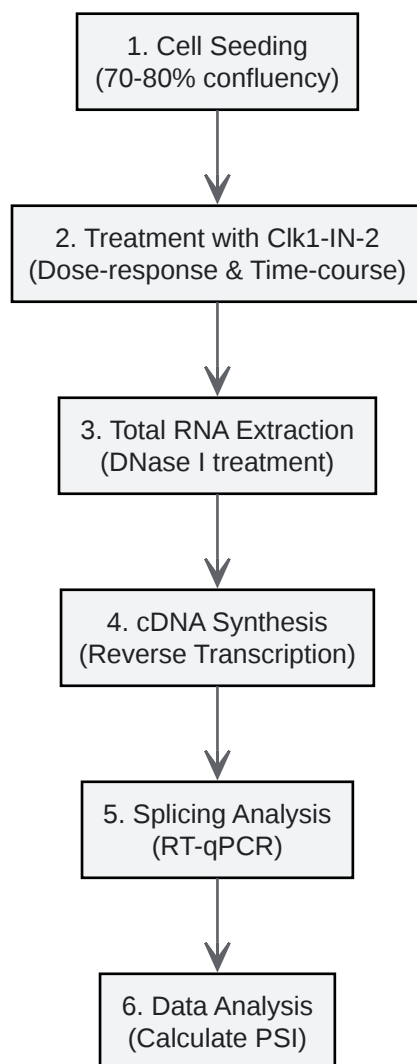 1. Cell Seeding
(70-80% confluency)
2. Treatment with Clk1-IN-2
(Dose-response & Time-course)
3. Total RNA Extraction
(DNase I treatment)
4. cDNA Synthesis
(Reverse Transcription)
5. Splicing Analysis
(RT-qPCR)
6. Data Analysis
(Calculate PSI)